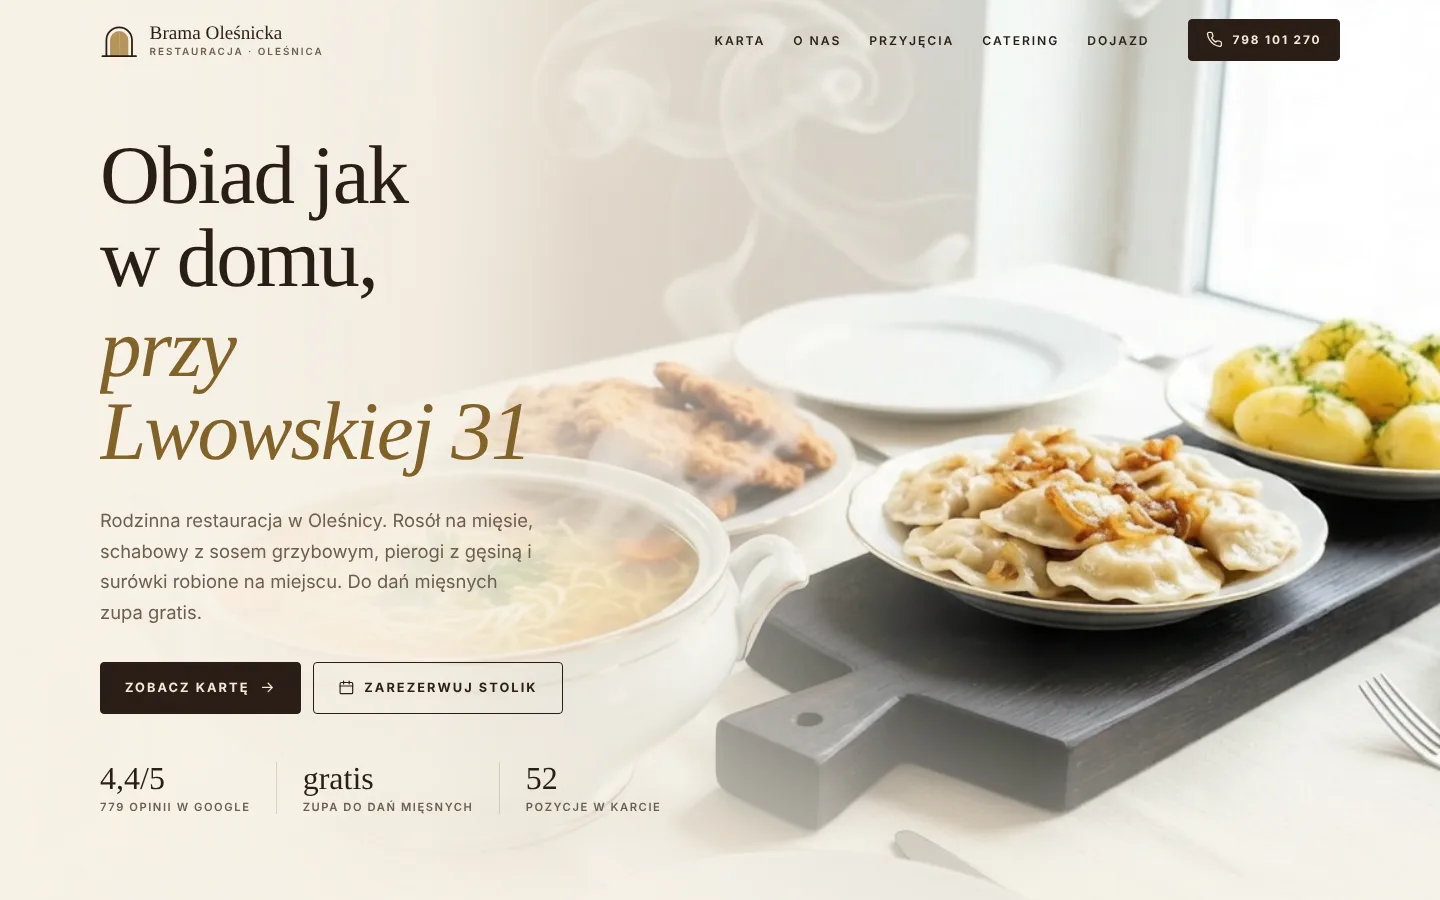 Brama Oleśnicka
RESTAURACJA · OLEŚNICA
KARTA
O NAS
PRZYJĘCIA
CATERING
DOJAZD
798 101 270
Obiad jak
w domu,
przy
Lwowskiej 31
Rodzinna restauracja w Oleśnicy. Rosół na mięsie,
schabowy z sosem grzybowym, pierogi z gęsiną i
surówki robione na miejscu. Do dań mięsnych
zupa gratis.
ZOBACZ KARTĘ
ZAREZERWUJ STOLIK
4,4/5
779 OPINII W GOOGLE
gratis
ZUPA DO DAŃ MIĘSNYCH
52
POZYCJE W KARCIE